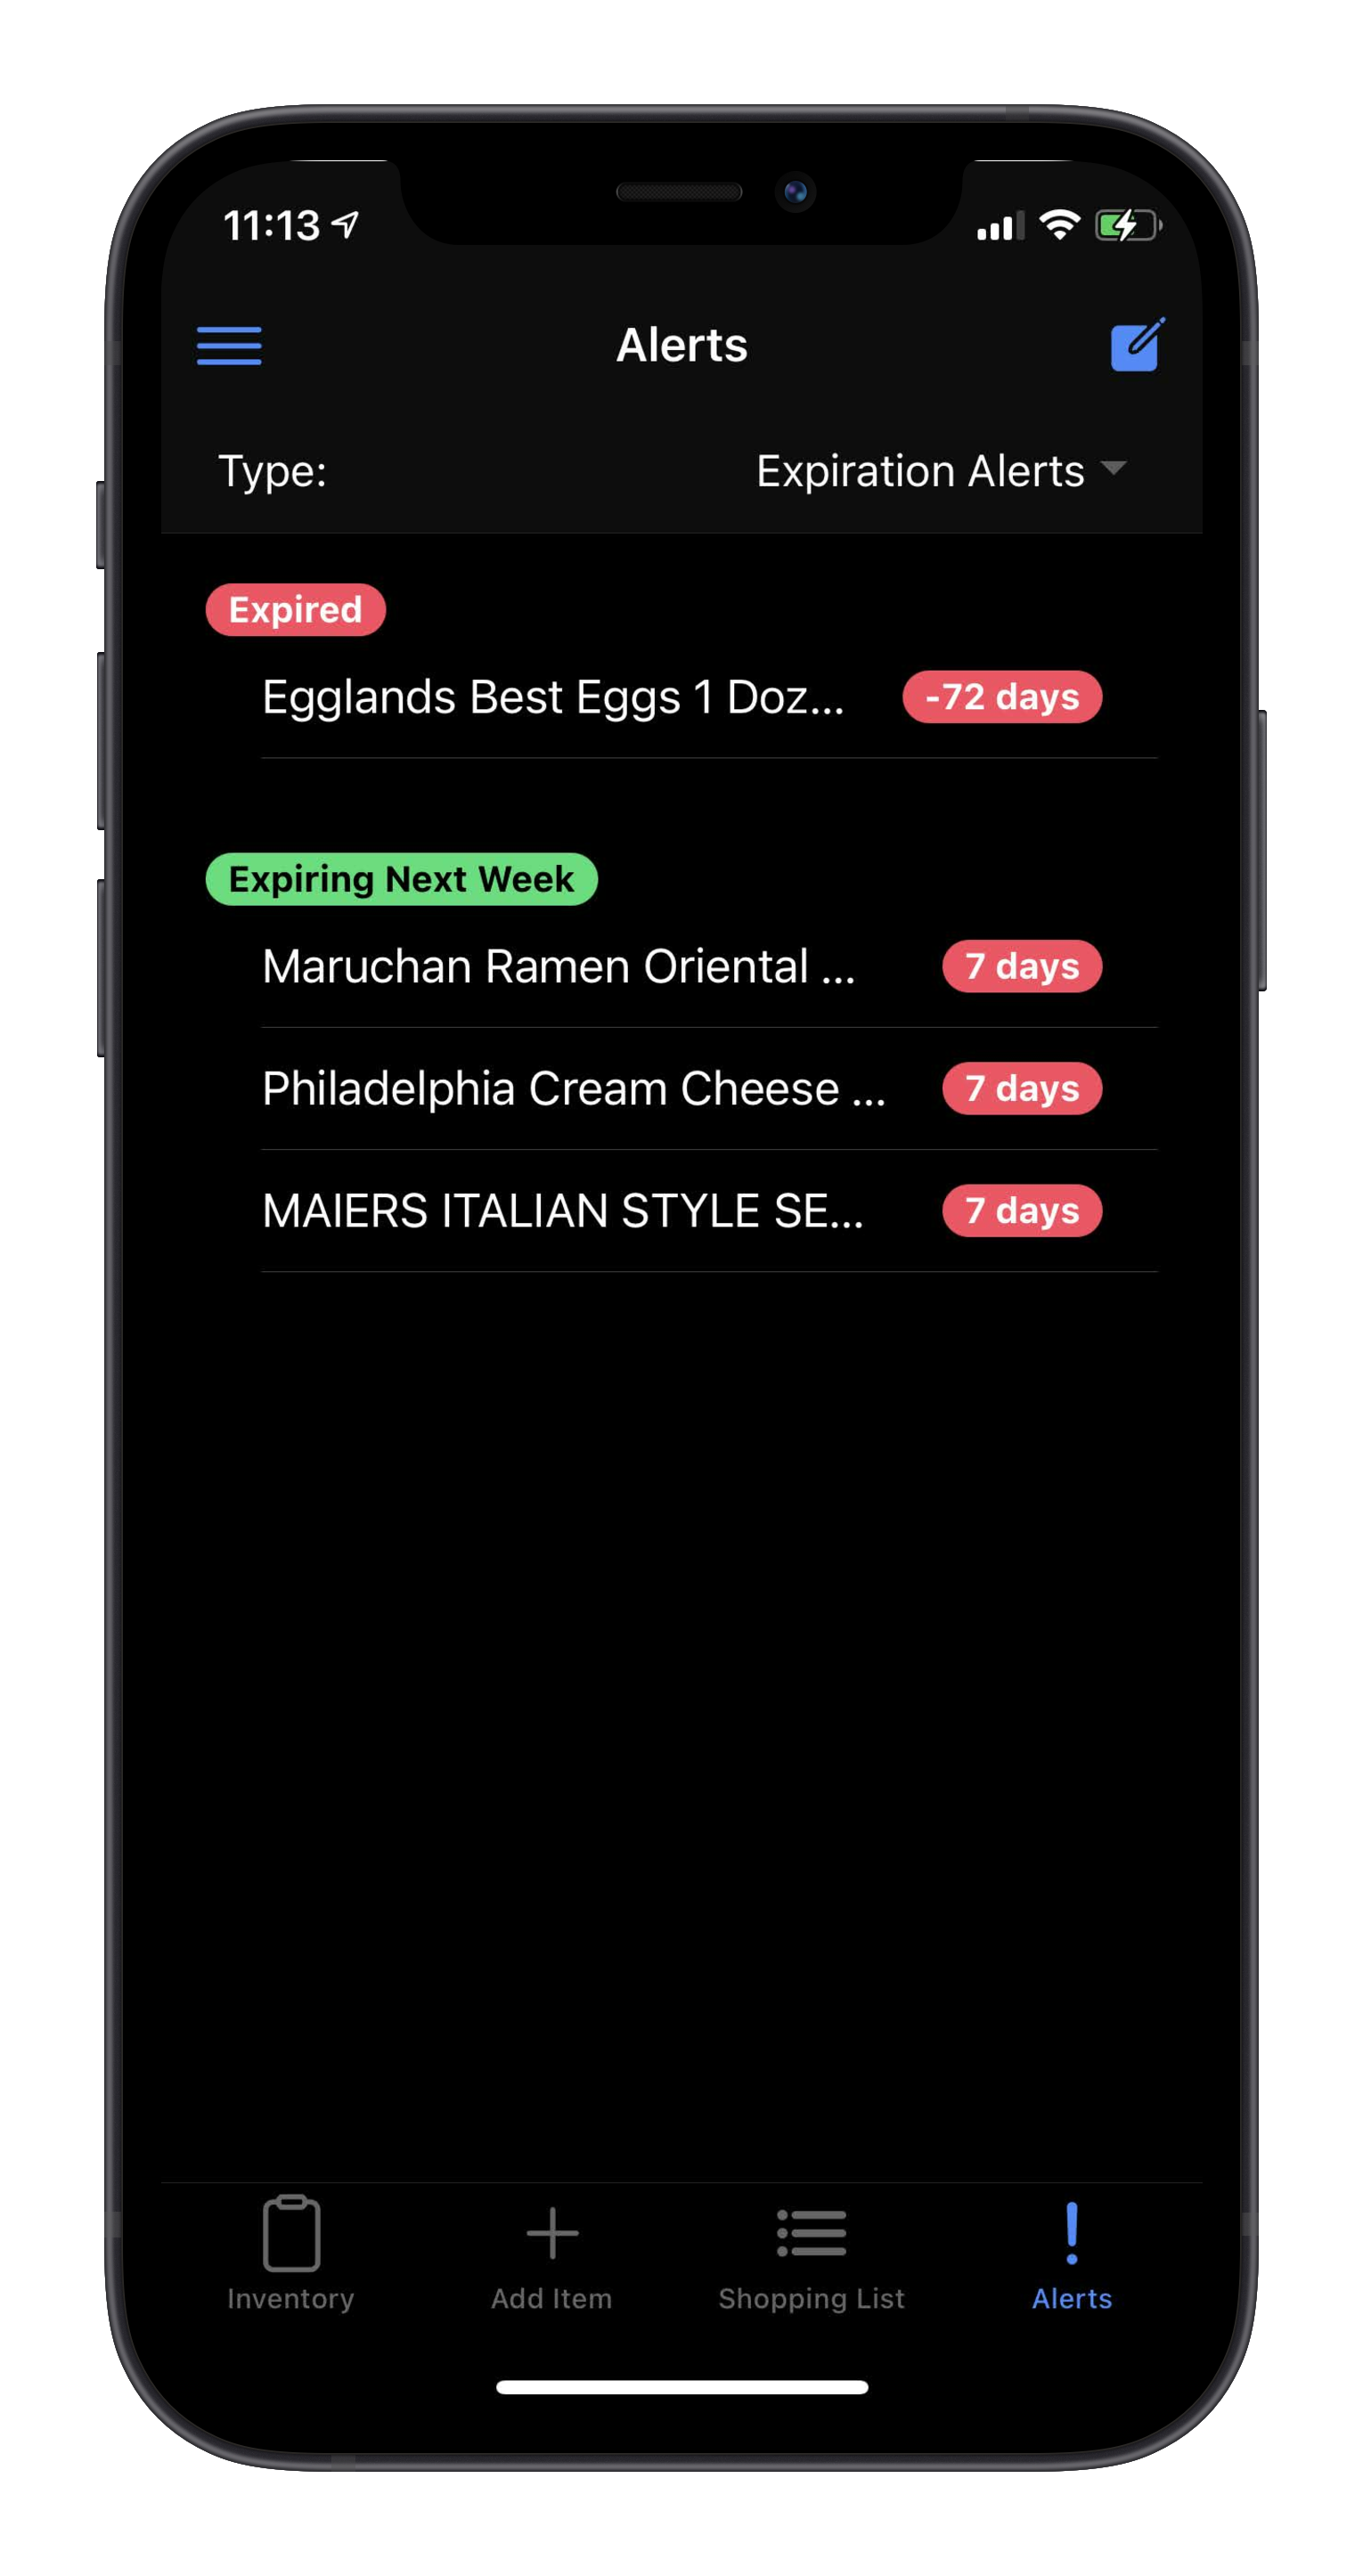 11:13
Alerts
Type: Expiration Alerts
Expired
Egglands Best Eggs 1 Doz... -72 days
Expiring Next Week
Maruchan Ramen Oriental ... 7 days
Philadelphia Cream Cheese ... 7 days
MAIERS ITALIAN STYLE SE... 7 days
Inventory Add Item Shopping List Alerts